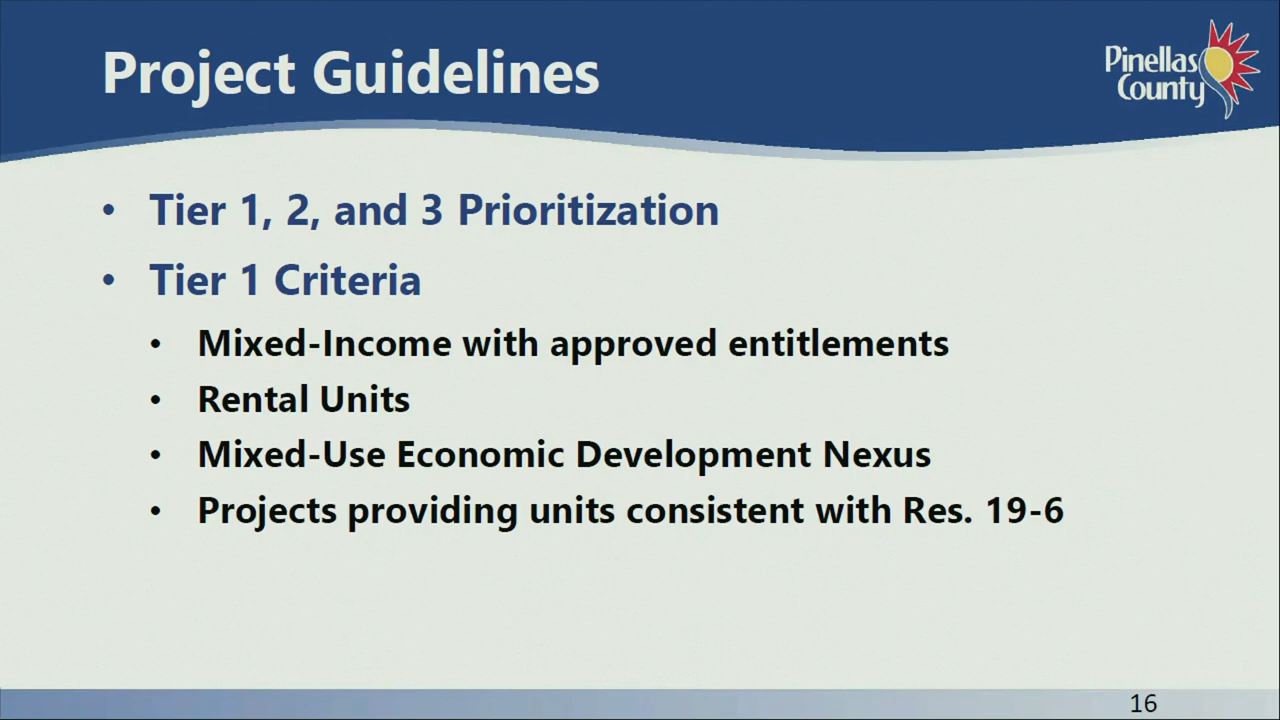 Project Guidelines
Pinellas
County
• Tier 1, 2, and 3 Prioritization
• Tier 1 Criteria
• Mixed-Income with approved entitlements
• Rental Units
• Mixed-Use Economic Development Nexus
• Projects providing units consistent with Res. 19-6
16